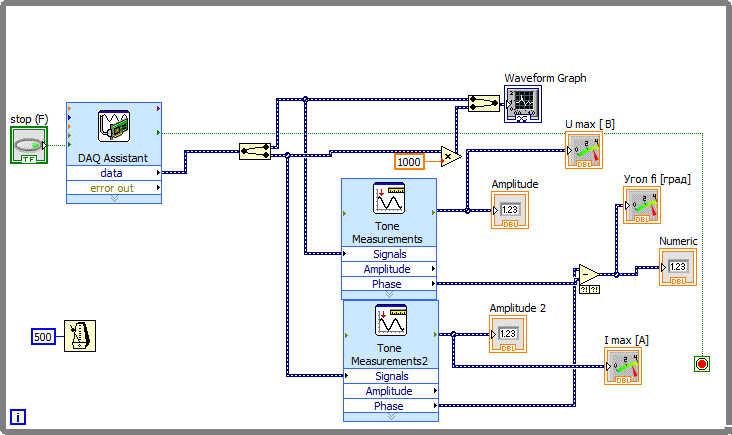 Waveform Graph
stop (F)
TF
DAQ Assistant
data
error out
1000
×
U max [ B]
DBL
Tone
Measurements
Signals
Amplitude
Phase
Amplitude
1.23
DBL
Угол fi [град]
DBL
Numeric
1.23
DBL
-
?! ?!
Tone
Measurements2
Signals
Amplitude
Phase
Amplitude 2
1.23
DBL
I max [A]
DBL
500
i